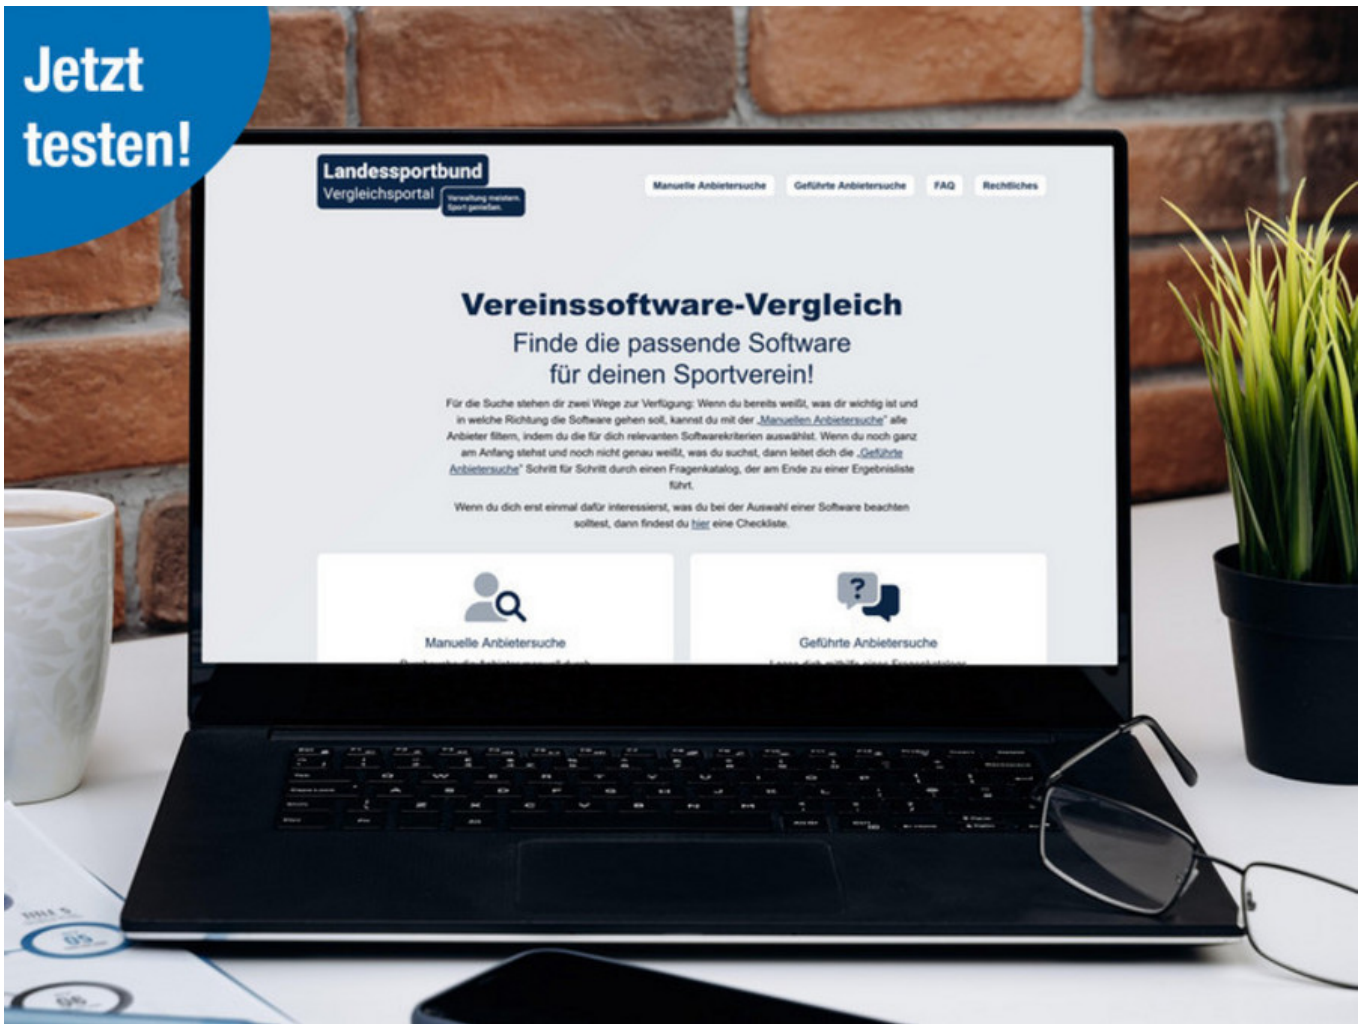 Jetzt
testen!
Landessportbund
Vergleichsportal
Verwaltung meistern.
Sport genießen.
Manuelle Anbietersuche
Geführte Anbietersuche
FAQ
Rechtliches
Vereinssoftware-Vergleich
Finde die passende Software
für deinen Sportverein!
Für die Suche stehen dir zwei Wege zur Verfügung: Wenn du bereits weißt, was dir wichtig ist und
in welche Richtung die Software gehen soll, kannst du mit der „Manuellen Anbietersuche“ alle
Anbieter filtern, indem du die für dich relevanten Softwarekriterien auswählst. Wenn du noch ganz
am Anfang stehst und noch nicht genau weißt, was du suchst, dann leitet dich die „Geführte
Anbietersuche“ Schritt für Schritt durch einen Fragenkatalog, der am Ende zu einer Ergebnisliste
führt.
Wenn du dich erst einmal dafür interessierst, was du bei der Auswahl einer Software beachten
solltest, dann findest du hier eine Checkliste.
?
Manuelle Anbietersuche
Geführte Anbietersuche
05
06